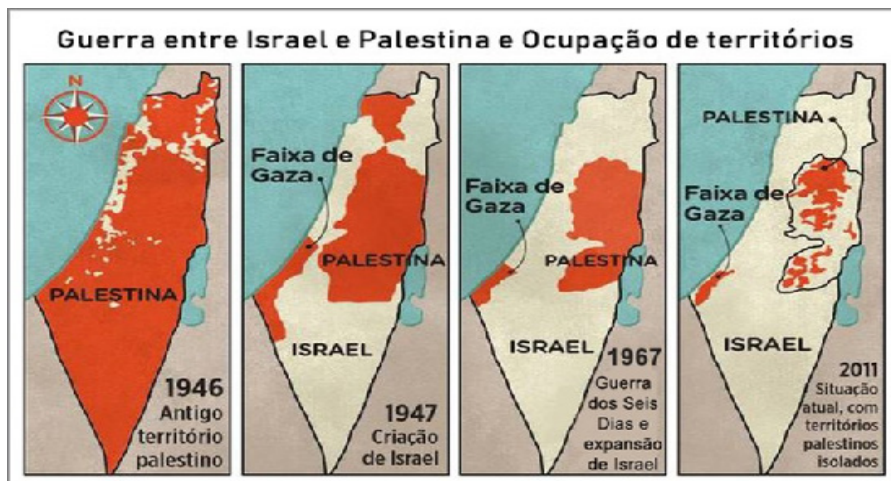 Guerra entre Israel e Palestina e Ocupação de territórios
N
PALESTINA
1946
Antigo
território
palestino
Faixa de
Gaza
PALESTINA
ISRAEL
1947
Criação
de Israel
Faixa de
Gaza
PALESTINA
ISRAEL
1967
Guerra
dos Seis
Dias e
expansão
de Israel
PALESTINA
Faixa de
Gaza
ISRAEL
2011
Situação
atual, com
territórios
palestinos
isolados